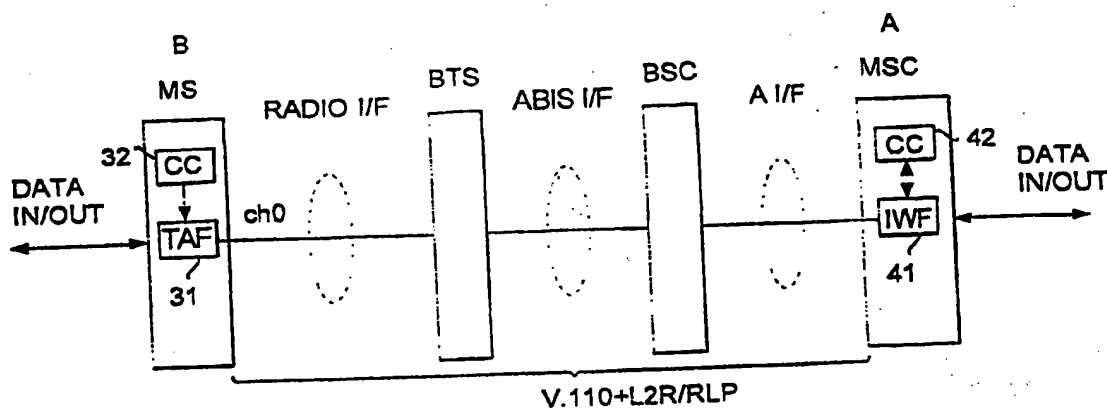 B
A
MS
RADIO I/F
BTS
ABIS I/F
BSC
A I/F
MSC
32
CC
CC
42
DATA
IN/OUT
DATA
IN/OUT
ch0
TAF
IWF
31
41
V.110+L2R/RLP